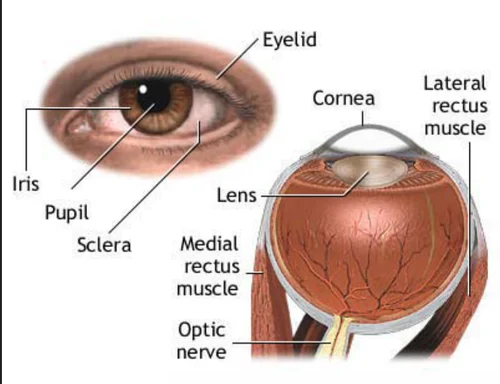 Eyelid
Iris
Pupil
Sclera
Cornea
Lateral
rectus
muscle
Lens
Medial
rectus
muscle
Optic
nerve